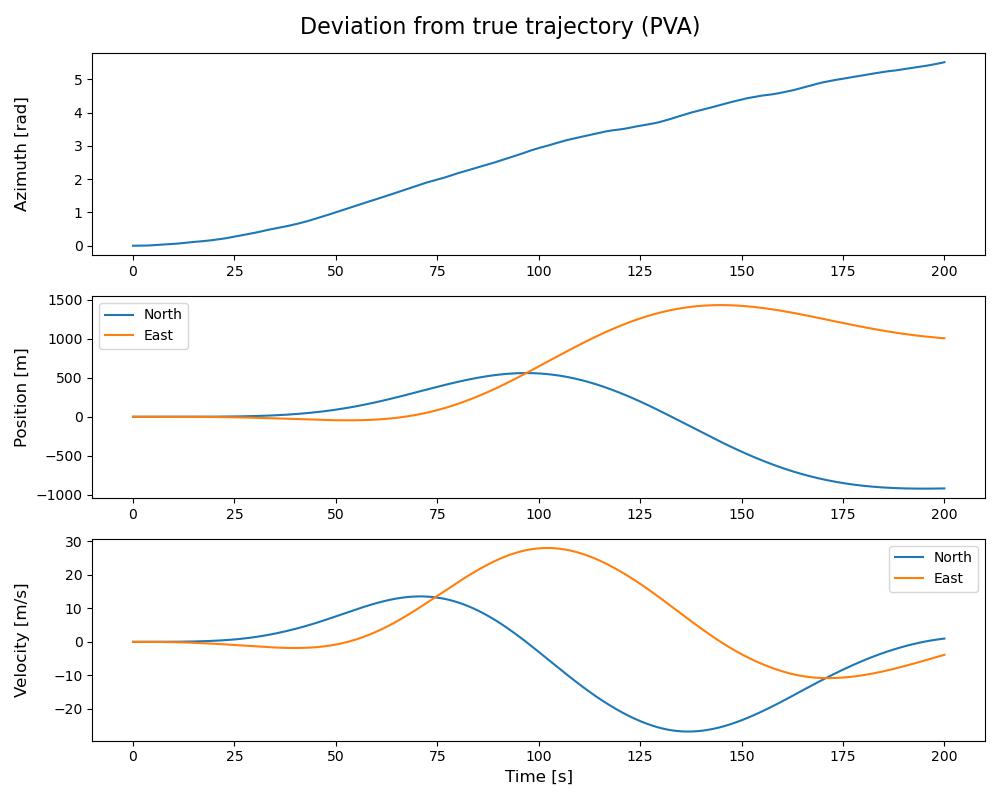 Deviation from true trajectory (PVA)
Azimuth [rad]
5
4
3
2
1
0
0 25 50 75 100 125 150 175 200
Position [m]
1500
1000
500
0
−500
−1000
North
East
0 25 50 75 100 125 150 175 200
Velocity [m/s]
30
20
10
0
−10
−20
North
East
0 25 50 75 100 125 150 175 200
Time [s]